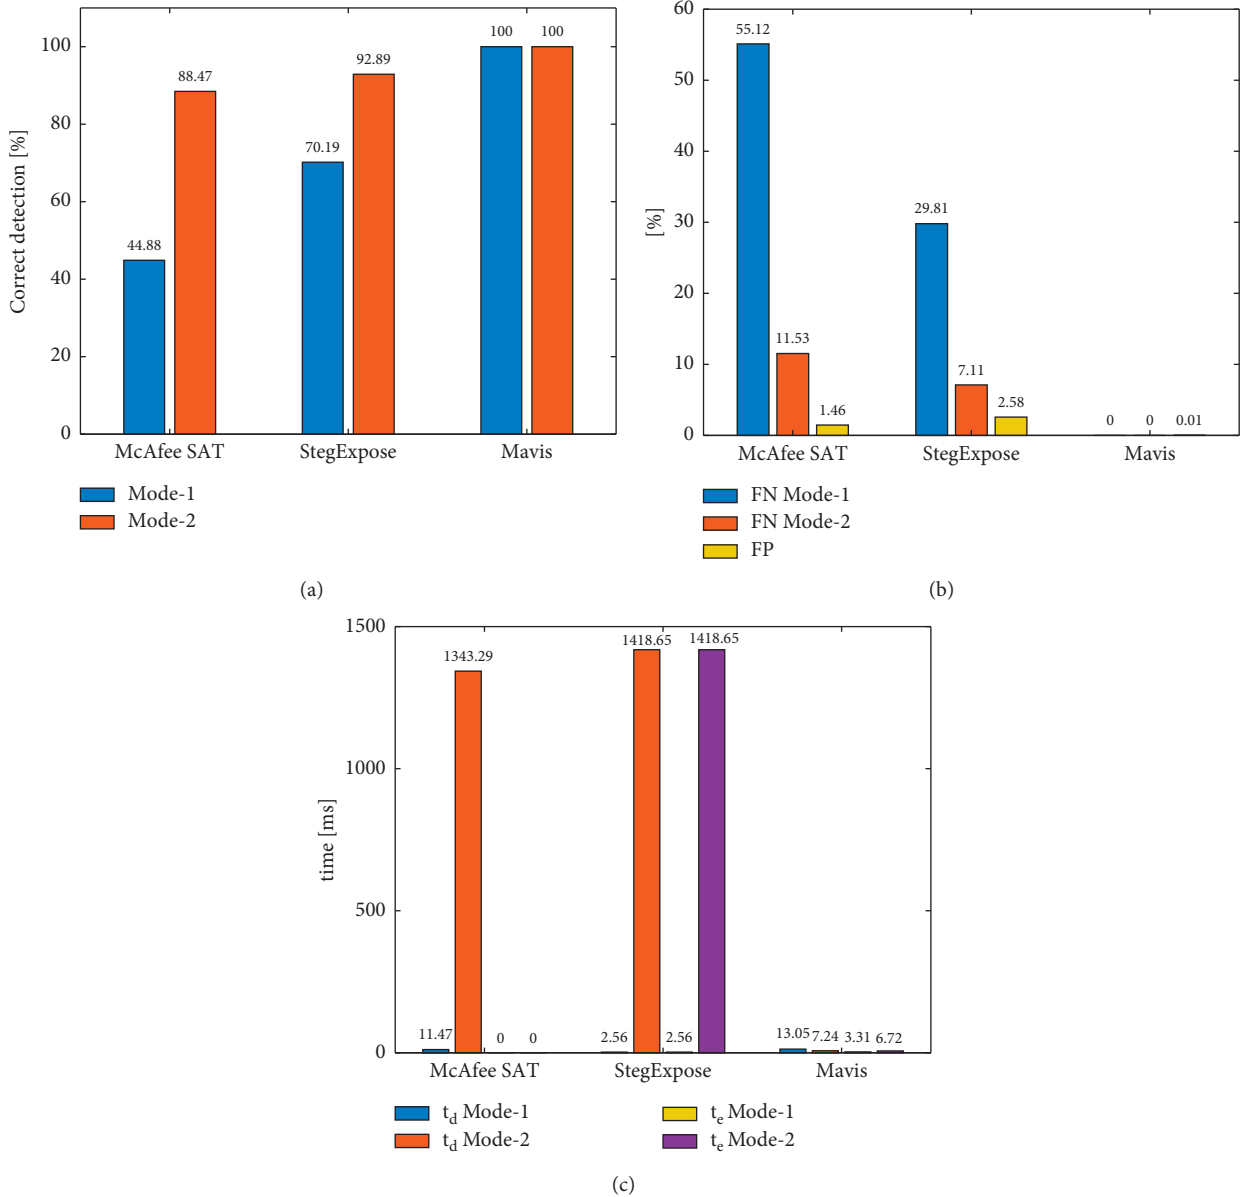 Correct detection [%]
100
80
60
40
20
0
44.88
88.47
70.19
92.89
100
100
McAfee SAT
StegExpose
Mavis
Mode-1
Mode-2
(a)
[%]
60
50
40
30
20
10
0
55.12
11.53
1.46
29.81
7.11
2.58
0
0
0.01
McAfee SAT
StegExpose
Mavis
FN Mode-1
FN Mode-2
FP
(b)
time [ms]
1500
1000
500
0
11.47
1343.29
0
0
2.56
1418.65
2.56
1418.65
13.05
7.24
3.31
6.72
McAfee SAT
StegExpose
Mavis
td Mode-1
td Mode-2
te Mode-1
te Mode-2
(c)